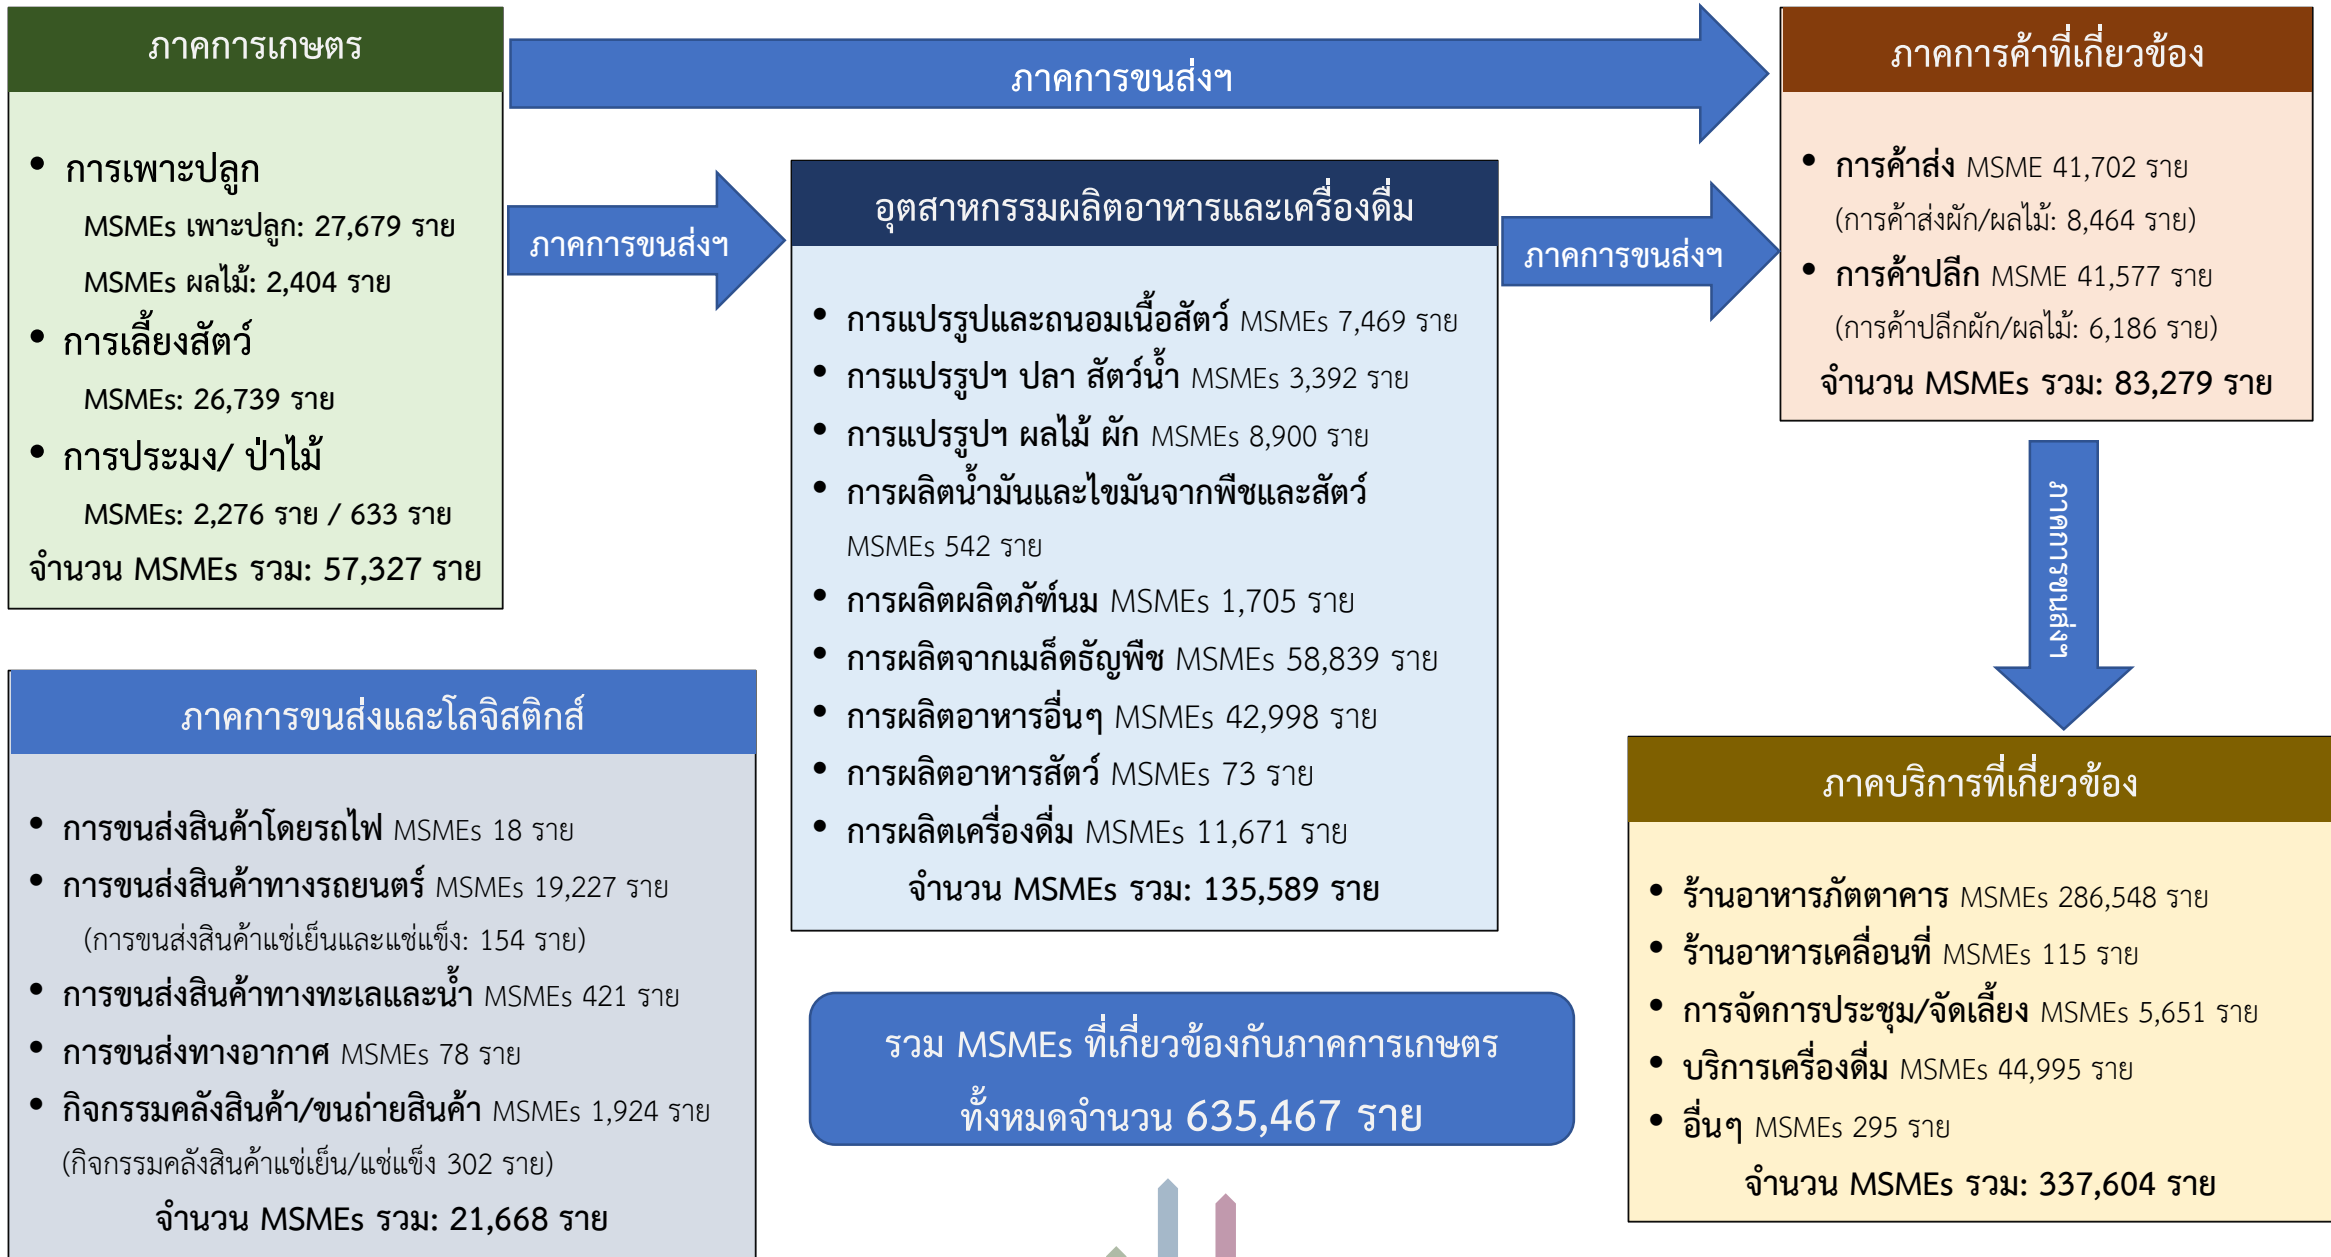 ภาคการเกษตร
• การเพาะปลูก
MSMEs เพาะปลูก: 27,679 ราย
MSMEs ผลไม้: 2,404 ราย
• การเลี้ยงสัตว์
MSMEs: 26,739 ราย
• การประมง/ ป่าไม้
MSMEs: 2,276 ราย / 633 ราย
จำนวน MSMEs รวม: 57,327 ราย
ภาคการขนส่งฯ
ภาคการขนส่งฯ
อุตสาหกรรมผลิตอาหารและเครื่องดื่ม
• การแปรรูปและถนอมเนื้อสัตว์ MSMEs 7,469 ราย
• การแปรรูปฯ ปลา สัตว์น้ำ MSMEs 3,392 ราย
• การแปรรูปฯ ผลไม้ ผัก MSMEs 8,900 ราย
• การผลิตน้ำมันและไขมันจากพืชและสัตว์
MSMEs 542 ราย
• การผลิตผลิตภัฑ์นม MSMEs 1,705 ราย
• การผลิตจากเมล็ดธัญพืช MSMEs 58,839 ราย
• การผลิตอาหารอื่นๆ MSMEs 42,998 ราย
• การผลิตอาหารสัตว์ MSMEs 73 ราย
• การผลิตเครื่องดื่ม MSMEs 11,671 ราย
จำนวน MSMEs รวม: 135,589 ราย
ภาคการขนส่งฯ
ภาคการค้าที่เกี่ยวข้อง
• การค้าส่ง MSME 41,702 ราย
(การค้าส่งผัก/ผลไม้: 8,464 ราย)
• การค้าปลีก MSME 41,577 ราย
(การค้าปลีกผัก/ผลไม้: 6,186 ราย)
จำนวน MSMEs รวม: 83,279 ราย
ภาคการขนส่งฯ
ภาคการขนส่งและโลจิสติกส์
• การขนส่งสินค้าโดยรถไฟ MSMEs 18 ราย
• การขนส่งสินค้าทางรถยนตร์ MSMEs 19,227 ราย
(การขนส่งสินค้าแช่เย็นและแช่แข็ง: 154 ราย)
• การขนส่งสินค้าทางทะเลและน้ำ MSMEs 421 ราย
• การขนส่งทางอากาศ MSMEs 78 ราย
• กิจกรรมคลังสินค้า/ขนถ่ายสินค้า MSMEs 1,924 ราย
(กิจกรรมคลังสินค้าแช่เย็น/แช่แข็ง 302 ราย)
จำนวน MSMEs รวม: 21,668 ราย
รวม MSMEs ที่เกี่ยวข้องกับภาคการเกษตร
ทั้งหมดจำนวน 635,467 ราย
ภาคบริการที่เกี่ยวข้อง
• ร้านอาหารภัตตาคาร MSMEs 286,548 ราย
• ร้านอาหารเคลื่อนที่ MSMEs 115 ราย
• การจัดการประชุม/จัดเลี้ยง MSMEs 5,651 ราย
• บริการเครื่องดื่ม MSMEs 44,995 ราย
• อื่นๆ MSMEs 295 ราย
จำนวน MSMEs รวม: 337,604 ราย